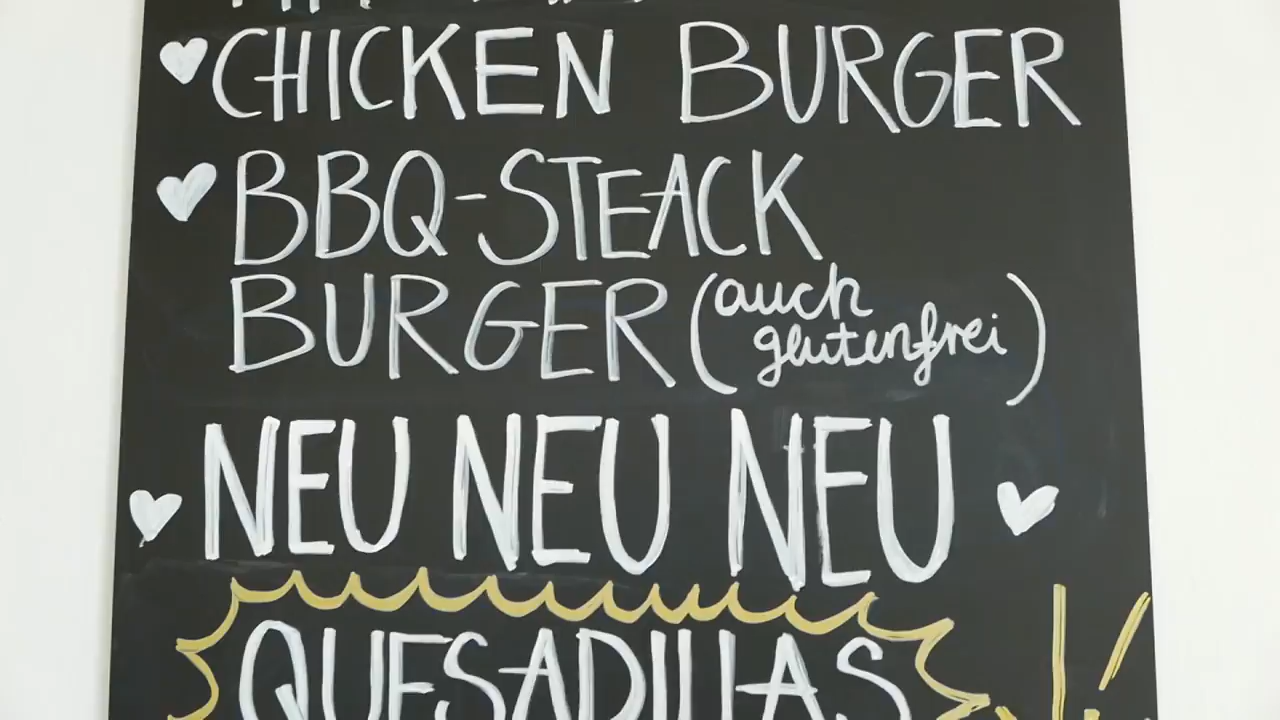 CHICKEN BURGER
BBQ-STEACK
BURGER (auch
glutenfrei)
NEU NEU NEU
QUESADILLAS